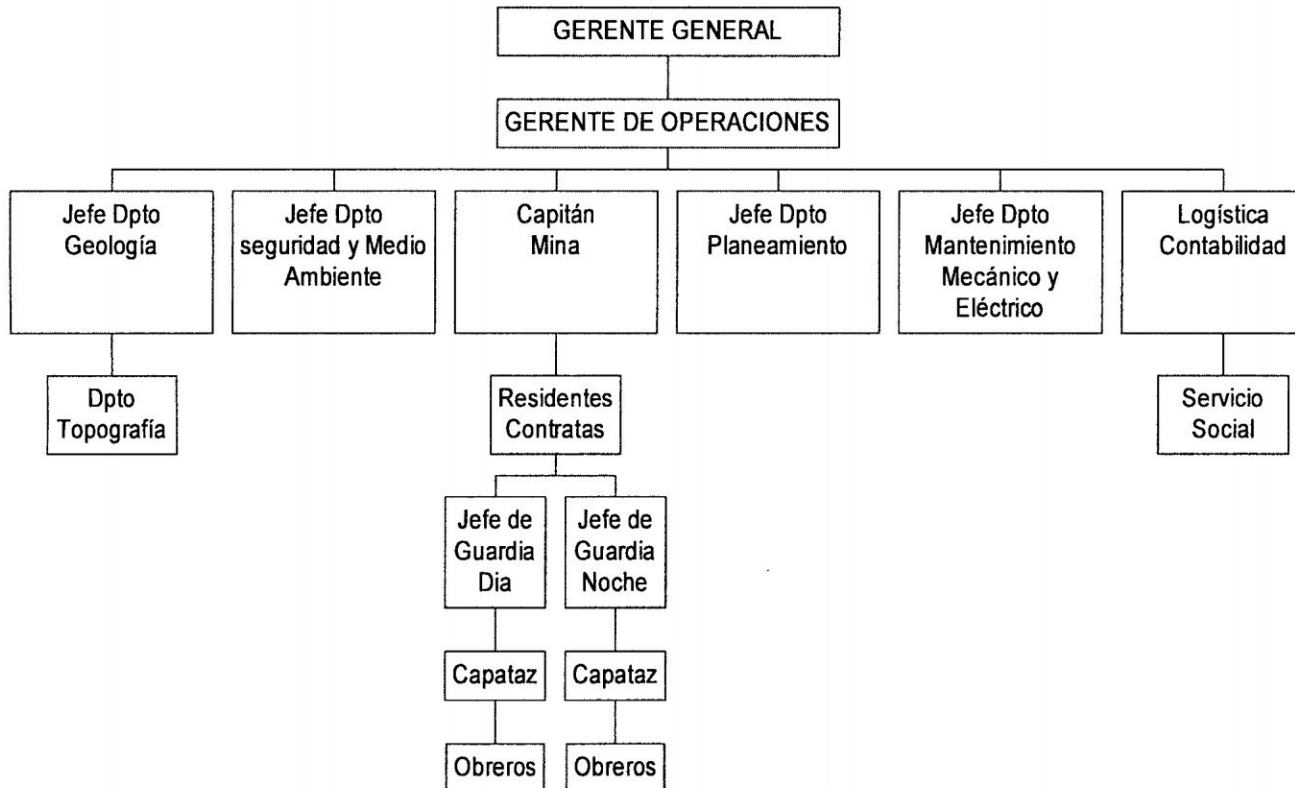 GERENTE GENERAL
GERENTE DE OPERACIONES
Jefe Dpto
Geología
Jefe Dpto
seguridad y Medio
Ambiente
Capitán
Mina
Jefe Dpto
Planeamiento
Jefe Dpto
Mantenimiento
Mecánico y
Eléctrico
Logística
Contabilidad
Dpto
Topografía
Residentes
Contratas
Servicio
Social
Jefe de
Guardia
Dia
Jefe de
Guardia
Noche
Capataz
Capataz
Obreros
Obreros